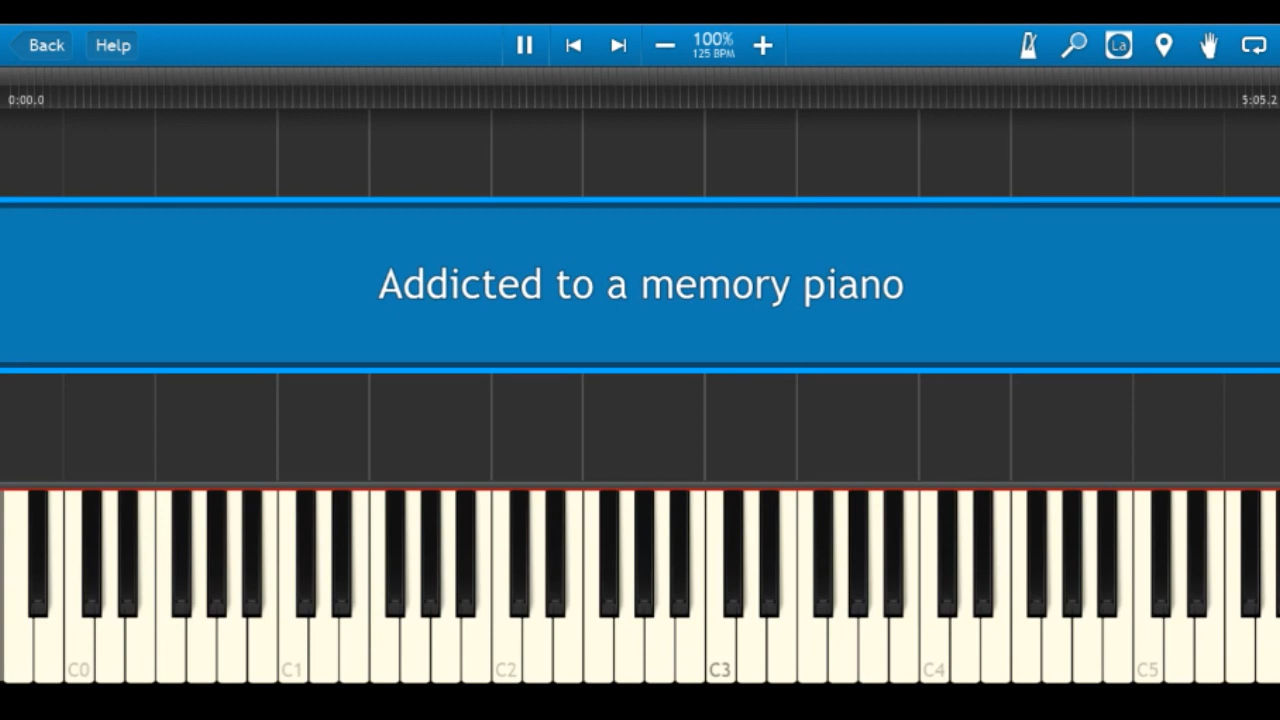 Back Help 100% La
125 BPM
0:00.0 5:05.2
Addicted to a memory piano
C0 C1 C2 C3 C4 C5